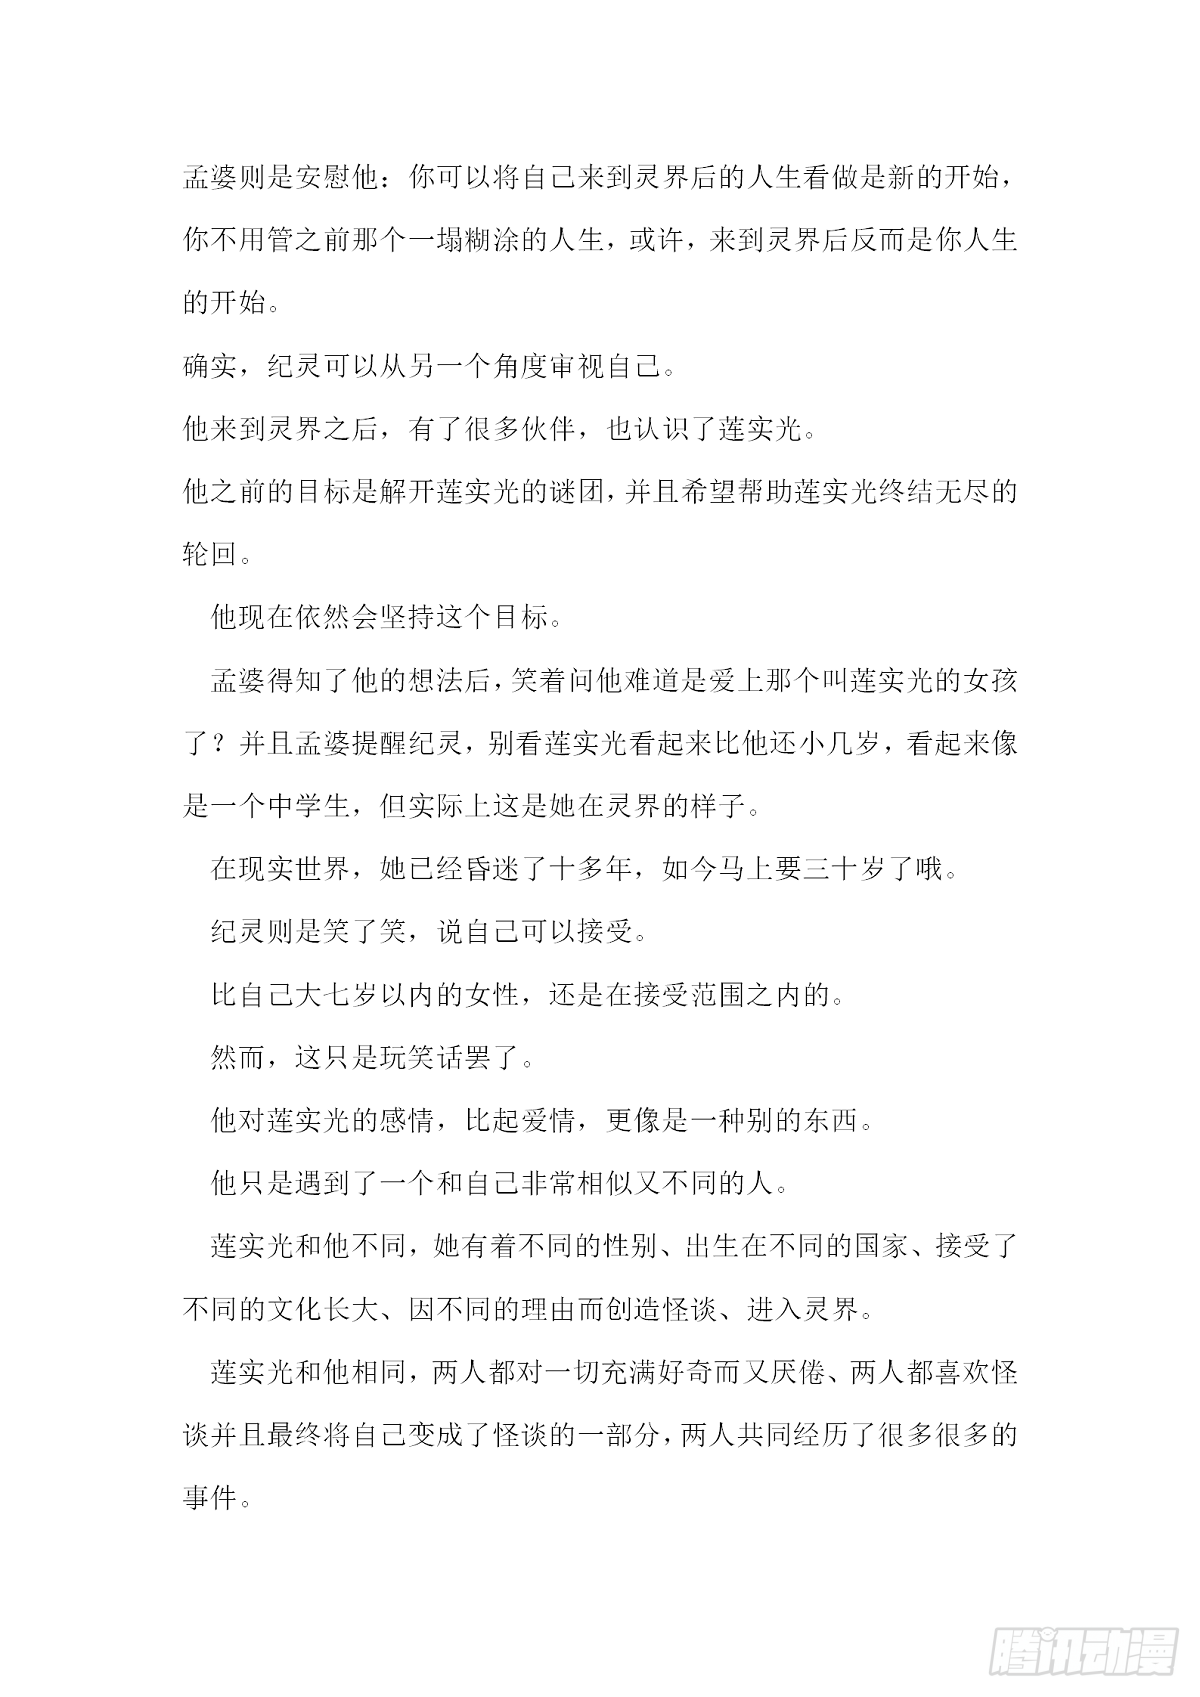 孟婆则是安慰他：你可以将自己来到灵界后的人生看做是新的开始，
你不用管之前那个一塌糊涂的人生，或许，来到灵界后反而是你人生
的开始。
确实，纪灵可以从另一个角度审视自己。
他来到灵界之后，有了很多伙伴，也认识了莲实光。
他之前的目标是解开莲实光的谜团，并且希望帮助莲实光终结无尽的
轮回。
他现在依然会坚持这个目标。
孟婆得知了他的想法后，笑着问他难道是爱上那个叫莲实光的女孩
了？并且孟婆提醒纪灵，别看莲实光看起来比他还小几岁，看起来像
是一个中学生，但实际上这是她在灵界的样子。
在现实世界，她已经昏迷了十多年，如今马上要三十岁了哦。
纪灵则是笑了笑，说自己可以接受。
比自己大七岁以内的女性，还是在接受范围之内的。
然而，这只是玩笑话罢了。
他对莲实光的感情，比起爱情，更像是一种别的东西。
他只是遇到了一个和自己非常相似又不同的人。
莲实光和他不同，她有着不同的性别、出生在不同的国家、接受了
不同的文化长大、因不同的理由而创造怪谈、进入灵界。
莲实光和他相同，两人都对一切充满好奇而又厌倦、两人都喜欢怪
谈并且最终将自己变成了怪谈的一部分，两人共同经历了很多很多的
事件。
腾讯动漫